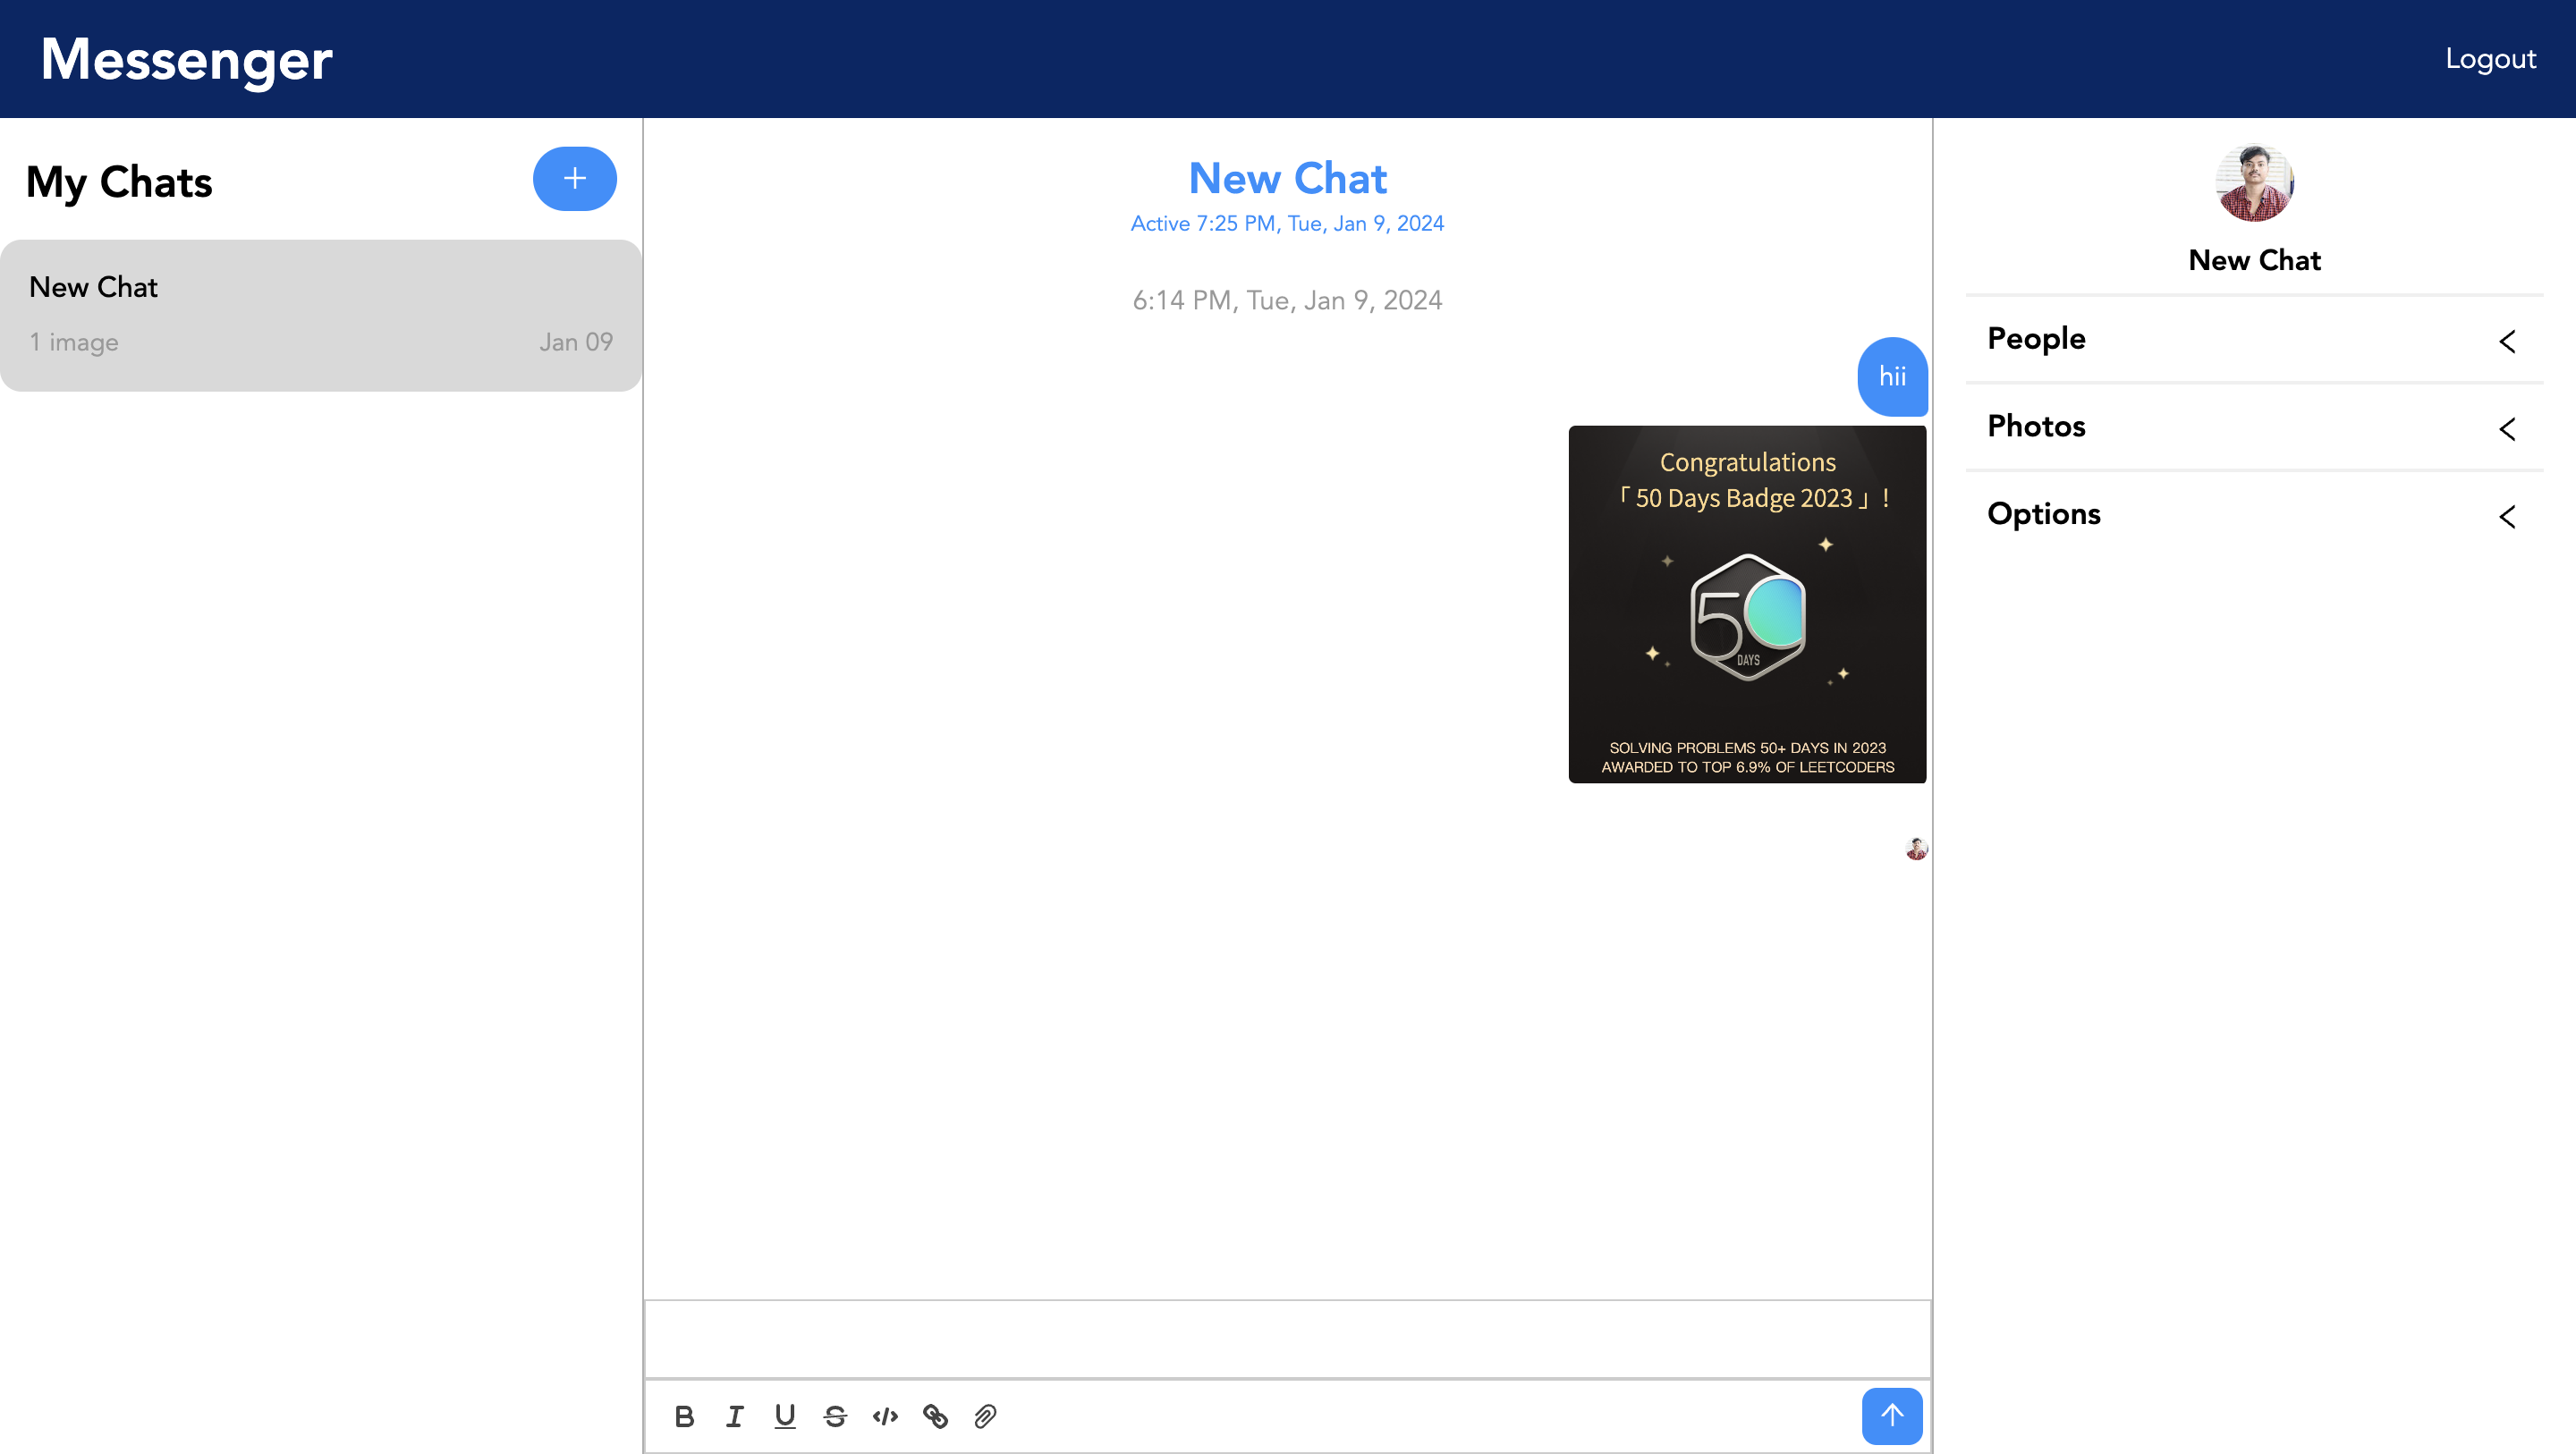 Messenger
Logout
My Chats
+
New Chat
1 image
Jan 09
New Chat
Active 7:25 PM, Tue, Jan 9, 2024
6:14 PM, Tue, Jan 9, 2024
hii
Congratulations
「 50 Days Badge 2023 」!
50
DAYS
SOLVING PROBLEMS 50+ DAYS IN 2023
AWARDED TO TOP 6.9% OF LEETCODERS
B I U S </>
New Chat
People
Photos
Options